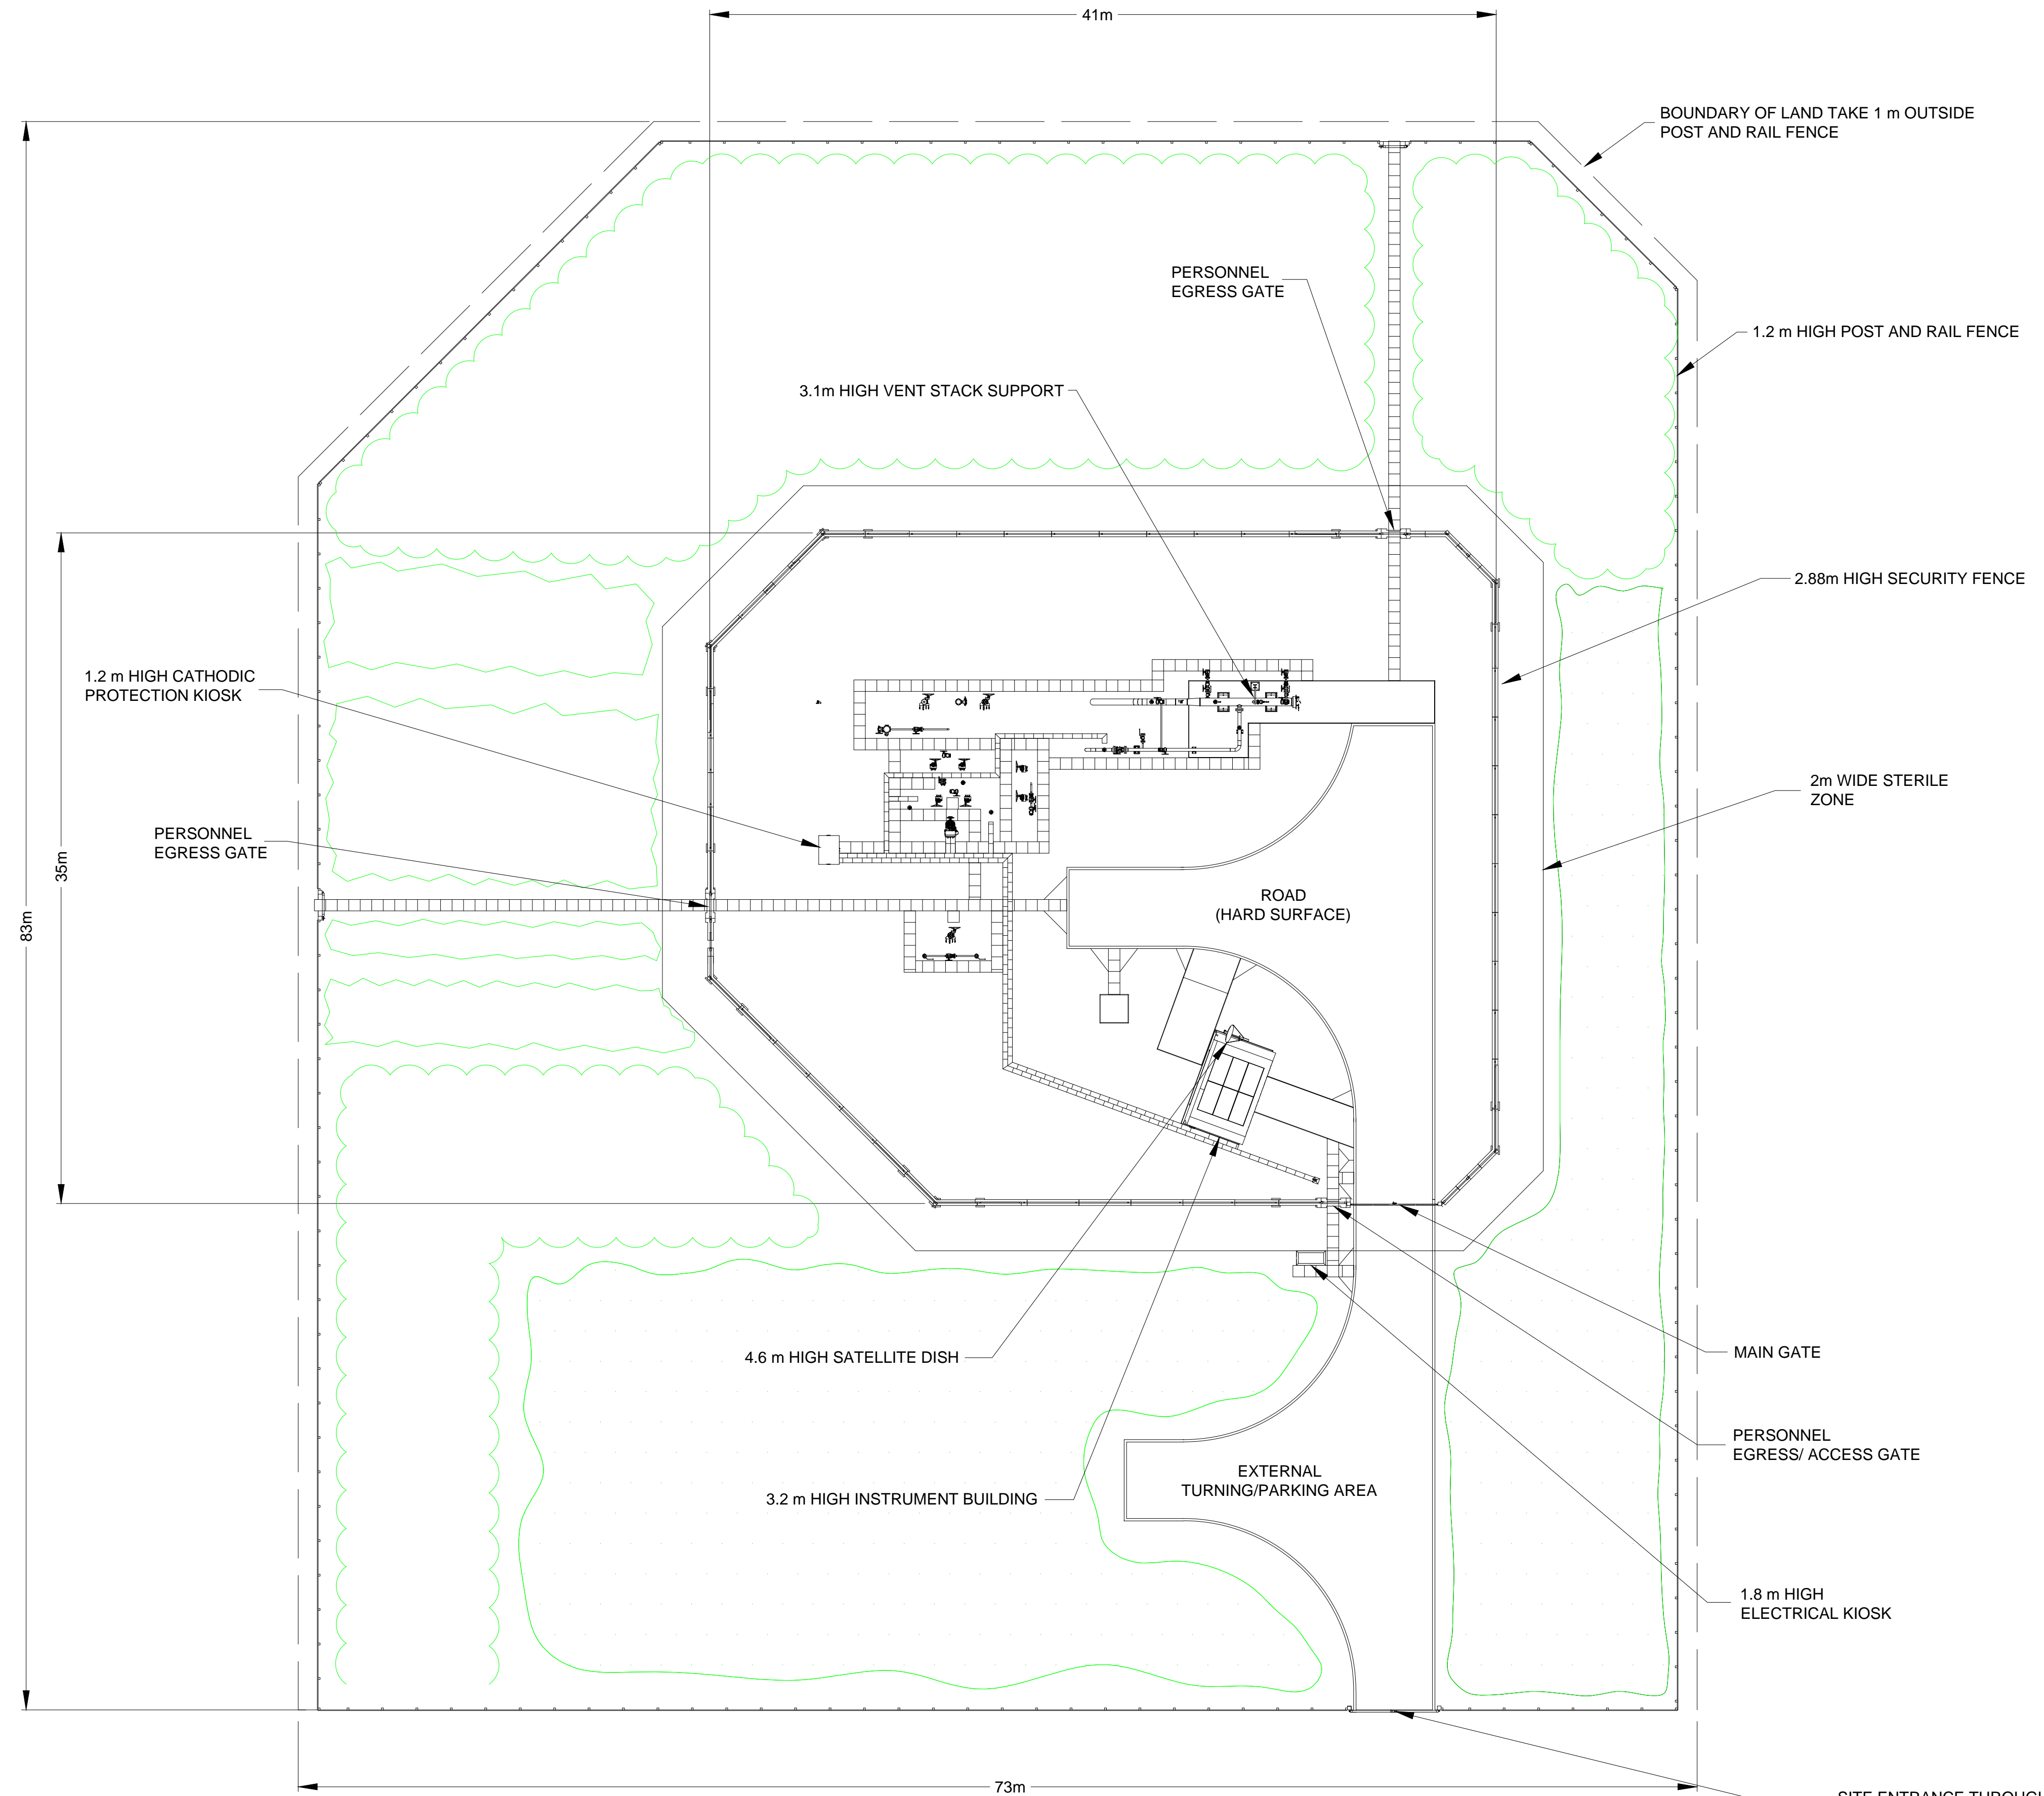 41m
BOUNDARY OF LAND TAKE 1 m OUTSIDE
POST AND RAIL FENCE
PERSONNEL
EGRESS GATE
1.2 m HIGH POST AND RAIL FENCE
3.1m HIGH VENT STACK SUPPORT
2.88m HIGH SECURITY FENCE
1.2 m HIGH CATHODIC
PROTECTION KIOSK
2m WIDE STERILE
ZONE
PERSONNEL
EGRESS GATE
35m
83m
ROAD
(HARD SURFACE)
4.6 m HIGH SATELLITE DISH
MAIN GATE
PERSONNEL
EGRESS/ ACCESS GATE
EXTERNAL
TURNING/PARKING AREA
3.2 m HIGH INSTRUMENT BUILDING
1.8 m HIGH
ELECTRICAL KIOSK
73m
SITE ENTRANCE